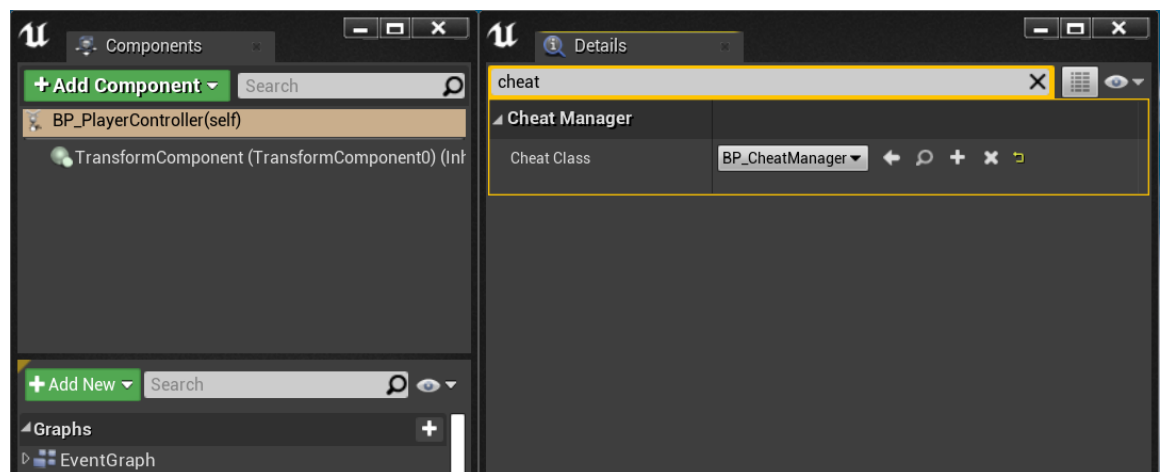 Components
+Add Component
Search
BP_PlayerController(self)
TransformComponent (TransformComponent0) (Inh
+Add New
Search
Graphs
EventGraph
Details
cheat
Cheat Manager
Cheat Class
BP_CheatManager